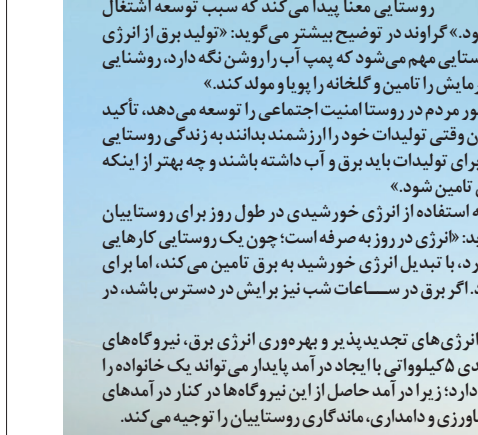 روستایی معنا پیدا می‌کند که سبب توسعه اشتغال
ود.» گراوند در توضیح بیشتر می‌گوید: «تولید برق از انرژی
ستایی مهم می‌شود که پمپ آب را روشن نگه دارد، روشنایی
رمایش را تامین و گلخانه را پویا و مولد کند.»
ور مردم در روستا امنیت اجتماعی را توسعه می‌دهد، تأکید
ن وقتی تولیدات خود را ارزشمند بدانند به زندگی روستایی
برای تولیدات باید برق و آب داشته باشند و چه بهتر از اینکه
تامین شود.»
ه استفاده از انرژی خورشیدی در طول روز برای روستاییان
ید: «انرژی در روز به صرفه است؛ چون یک روستایی کارهایی
رد، با تبدیل انرژی خورشید به برق تامین می‌کند، اما برای
د. اگر برق در ســاعات شب نیز برایش در دسترس باشد، در
انرژی‌های تجدیدپذیر و بهره‌وری انرژی برق، نیروگاه‌های
دی ۵کیلوواتی با ایجاد درآمد پایدار می‌تواند یک خانواده را
دارد؛ زیرا درآمد حاصل از این نیروگاه‌ها در کنار درآمدهای
اورزی و دامداری، ماندگاری روستاییان را توجیه می‌کند.